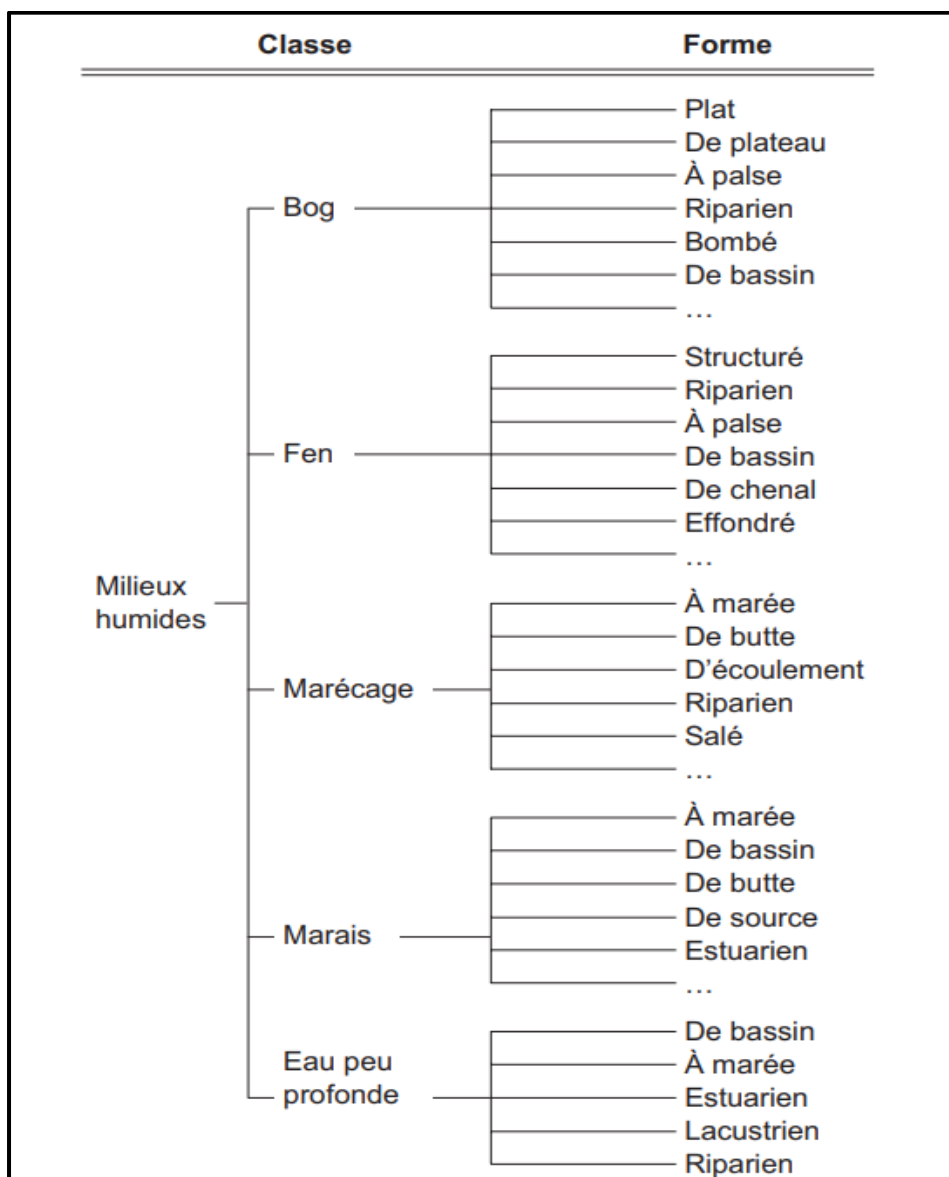 Classe Forme
Plat
De plateau
À palse
Bog Riparien
Bombé
De bassin
…
Structuré
Riparien
À palse
Fen De bassin
De chenal
Effondré
…
Milieux
humides
À marée
De butte
D'écoulement
Marécage Riparien
Salé
…
À marée
De bassin
De butte
De source
Marais
Estuarien
…
De bassin
Eau peu
profonde
À marée
Estuarien
Lacustrien
Riparien